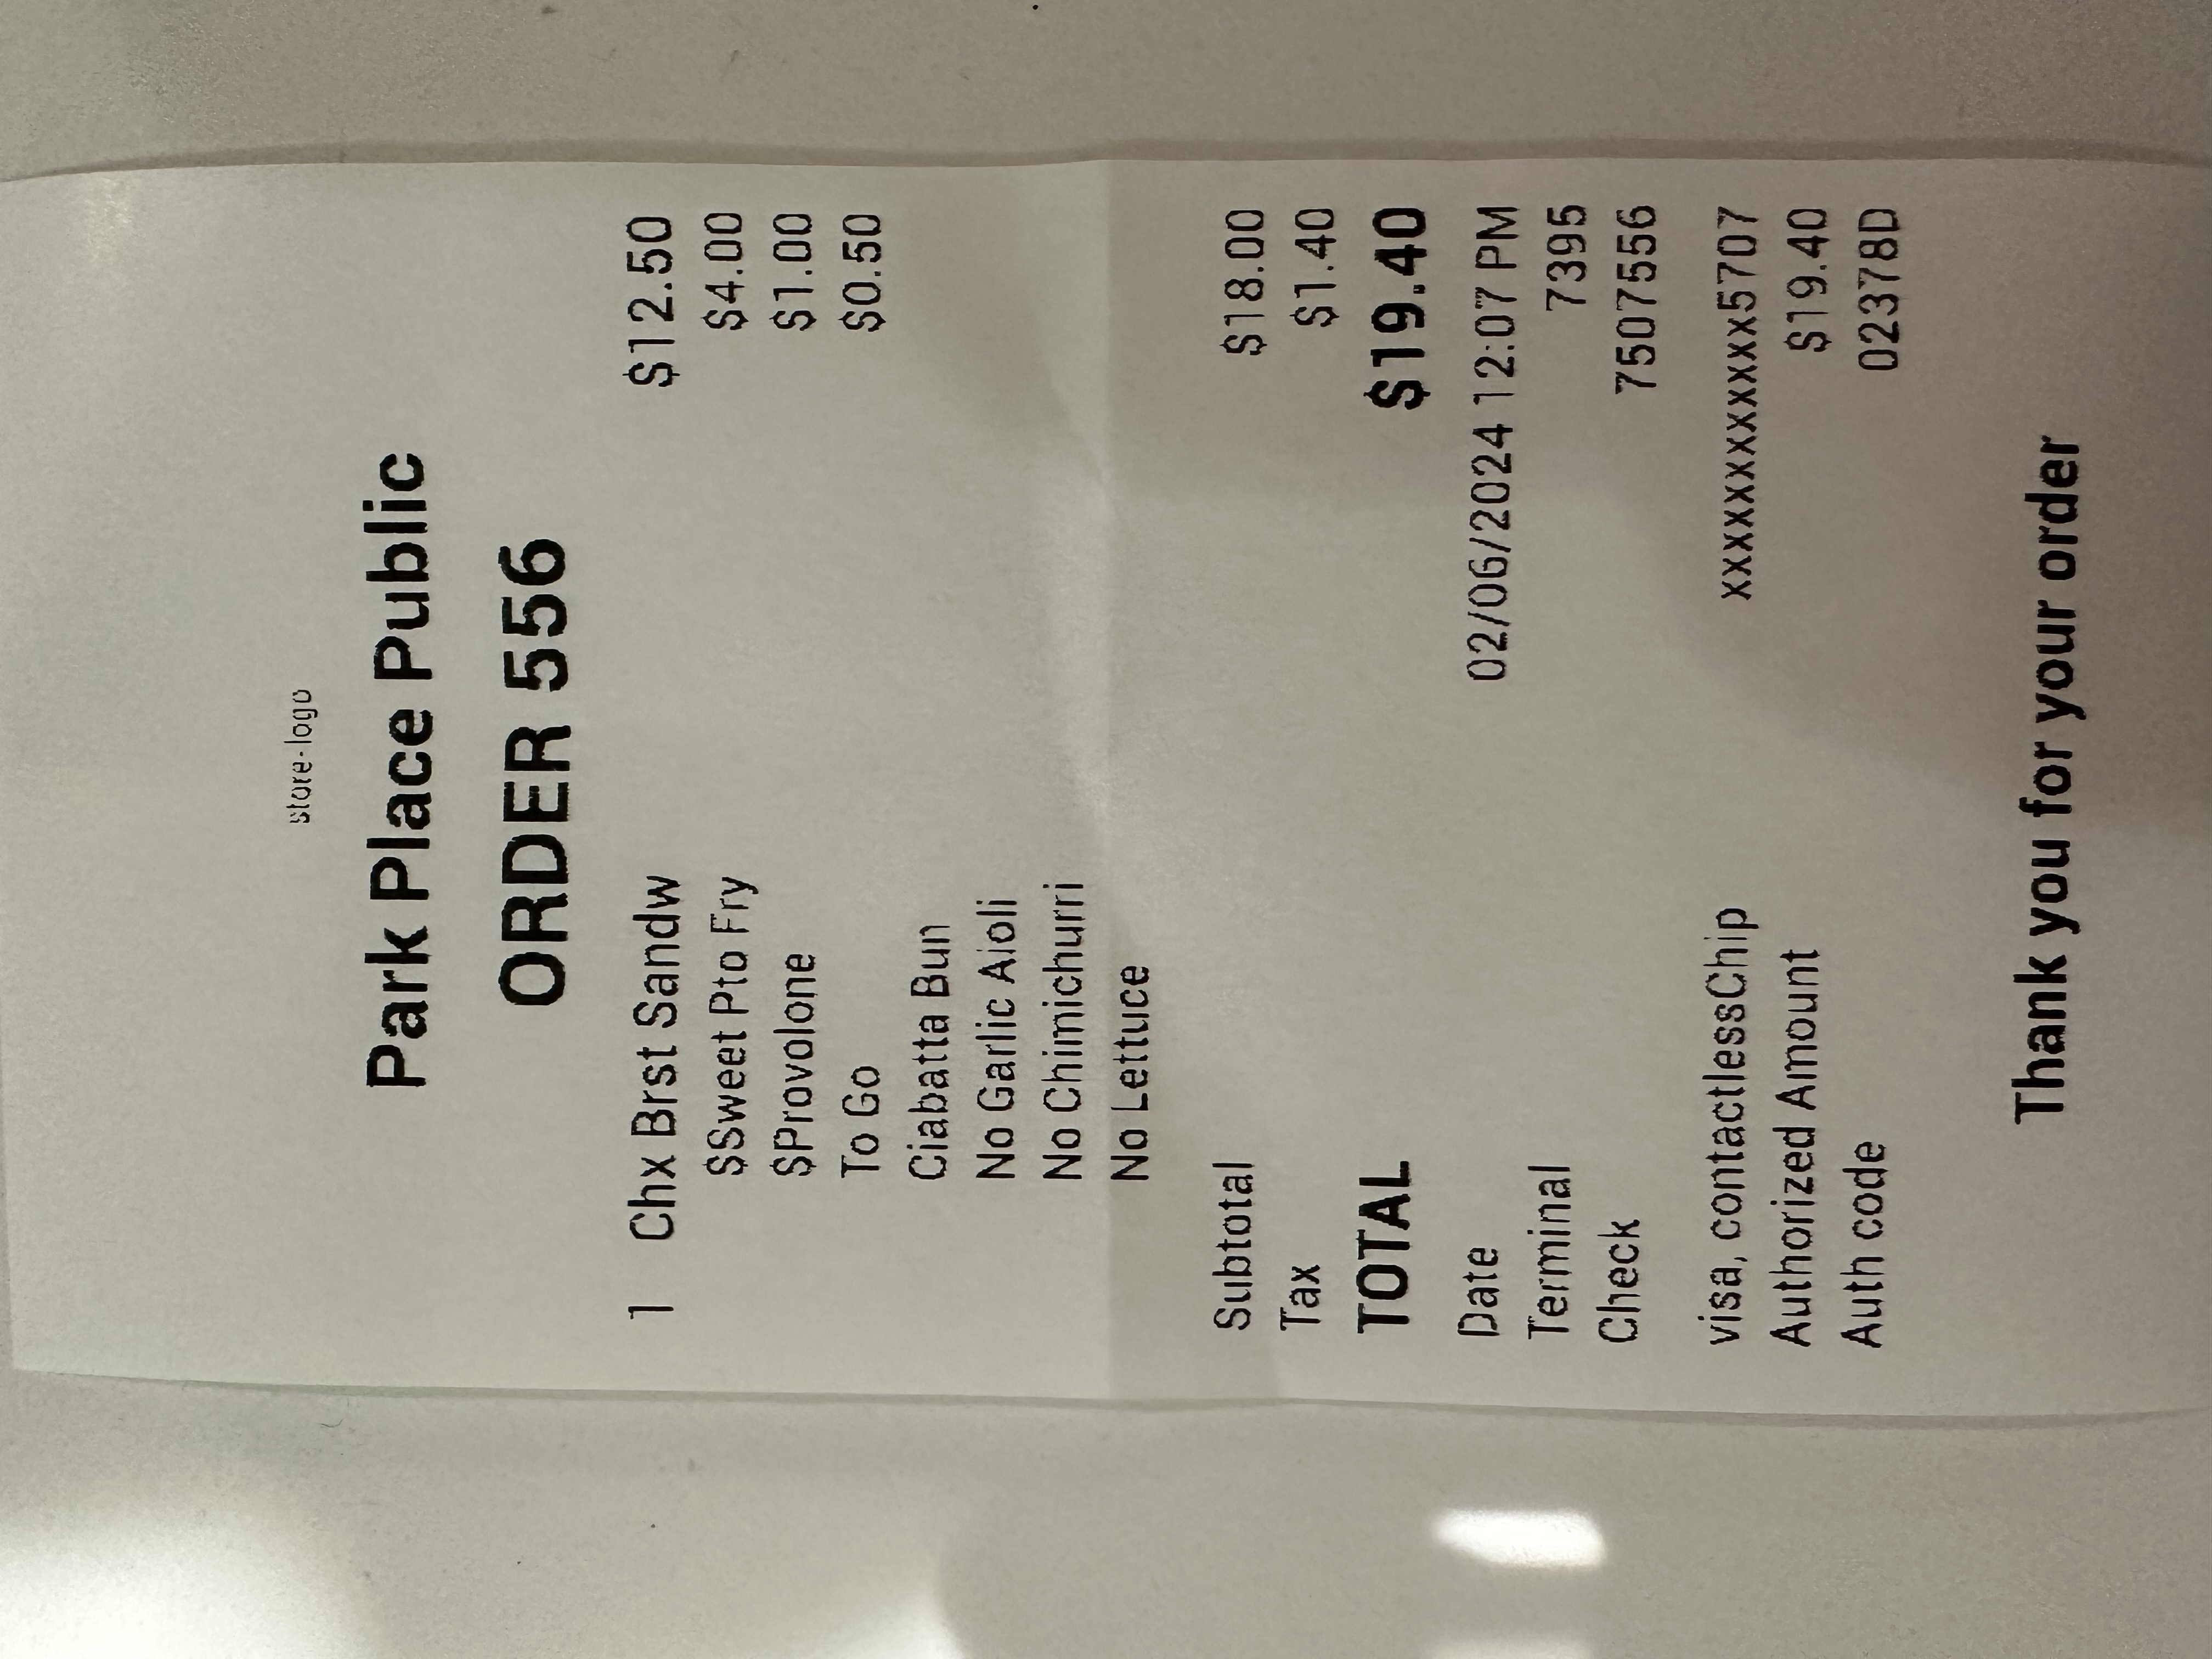 store-logo
Park Place Public
ORDER 556
1 Chx Brst Sandw $12.50
$Sweet Pto Fry $4.00
$Provolone $1.00
To Go $0.50
Ciabatta Bun
No Garlic Aioli
No Chimichurri
No Lettuce
Subtotal $18.00
Tax $1.40
TOTAL $19.40
Date 02/06/2024 12:07 PM
Terminal 7395
Check 7507556
visa, contactlessChip xxxxxxxxxxxx5707
Authorized Amount $19.40
Auth code 02378D
Thank you for your order